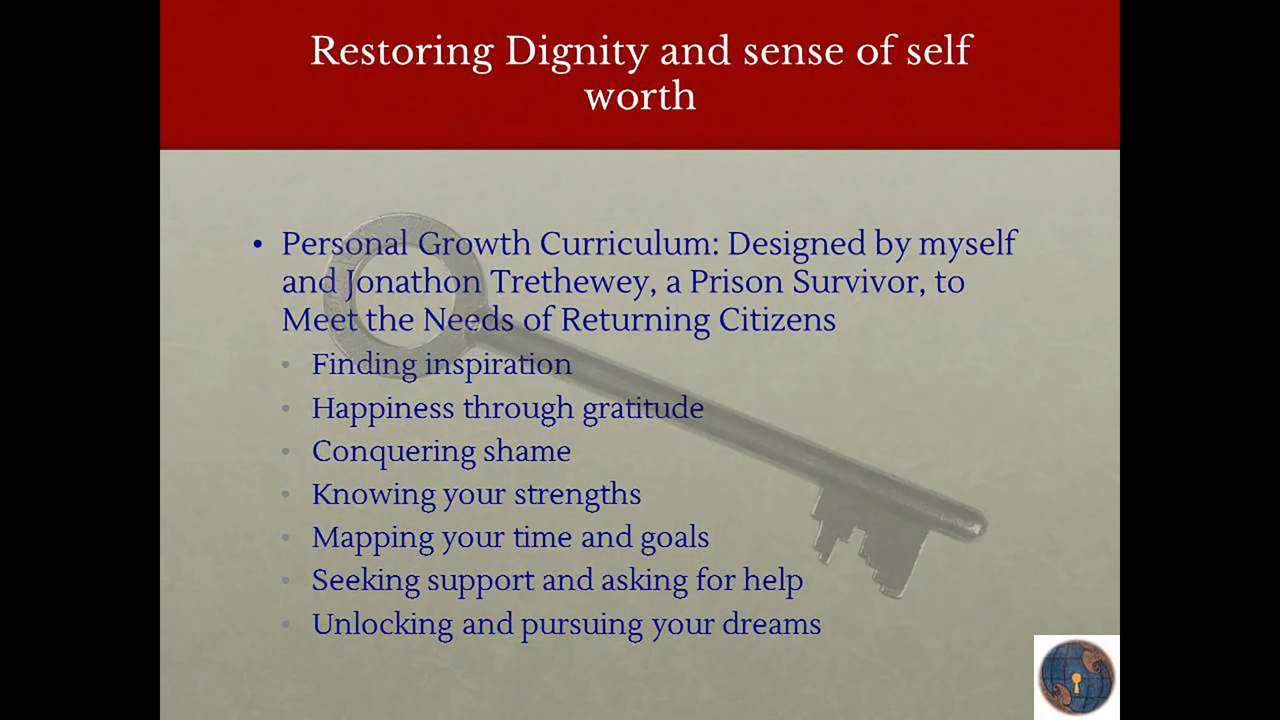 Restoring Dignity and sense of self
worth
• Personal Growth Curriculum: Designed by myself
and Jonathon Trethewey, a Prison Survivor, to
Meet the Needs of Returning Citizens
• Finding inspiration
• Happiness through gratitude
• Conquering shame
• Knowing your strengths
• Mapping your time and goals
• Seeking support and asking for help
• Unlocking and pursuing your dreams